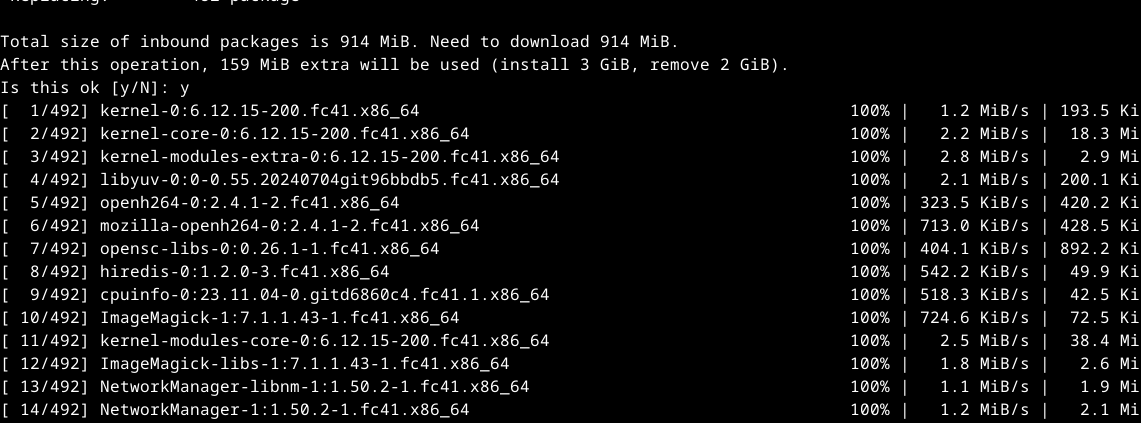 Replacing:
Total size of inbound packages is 914 MiB. Need to download 914 MiB.
After this operation, 159 MiB extra will be used (install 3 GiB, remove 2 GiB).
Is this ok [y/N]: y
[  1/492] kernel-0:6.12.15-200.fc41.x86_64 100% |   1.2 MiB/s | 193.5 Ki
[  2/492] kernel-core-0:6.12.15-200.fc41.x86_64 100% |   2.2 MiB/s |  18.3 Mi
[  3/492] kernel-modules-extra-0:6.12.15-200.fc41.x86_64 100% |   2.8 MiB/s |   2.9 Mi
[  4/492] libyuv-0:0-0.55.20240704git96bbdb5.fc41.x86_64 100% |   2.1 MiB/s | 200.1 Ki
[  5/492] openh264-0:2.4.1-2.fc41.x86_64 100% | 323.5 KiB/s | 420.2 Ki
[  6/492] mozilla-openh264-0:2.4.1-2.fc41.x86_64 100% | 713.0 KiB/s | 428.5 Ki
[  7/492] opensc-libs-0:0.26.1-1.fc41.x86_64 100% | 404.1 KiB/s | 892.2 Ki
[  8/492] hiredis-0:1.2.0-3.fc41.x86_64 100% | 542.2 KiB/s |  49.9 Ki
[  9/492] cpuinfo-0:23.11.04-0.gitd6860c4.fc41.1.x86_64 100% | 518.3 KiB/s |  42.5 Ki
[ 10/492] ImageMagick-1:7.1.1.43-1.fc41.x86_64 100% | 724.6 KiB/s |  72.5 Ki
[ 11/492] kernel-modules-core-0:6.12.15-200.fc41.x86_64 100% |   2.5 MiB/s |  38.4 Mi
[ 12/492] ImageMagick-libs-1:7.1.1.43-1.fc41.x86_64 100% |   1.8 MiB/s |   2.6 Mi
[ 13/492] NetworkManager-libnm-1:1.50.2-1.fc41.x86_64 100% |   1.1 MiB/s |   1.9 Mi
[ 14/492] NetworkManager-1:1.50.2-1.fc41.x86_64 100% |   1.2 MiB/s |   2.1 Mi